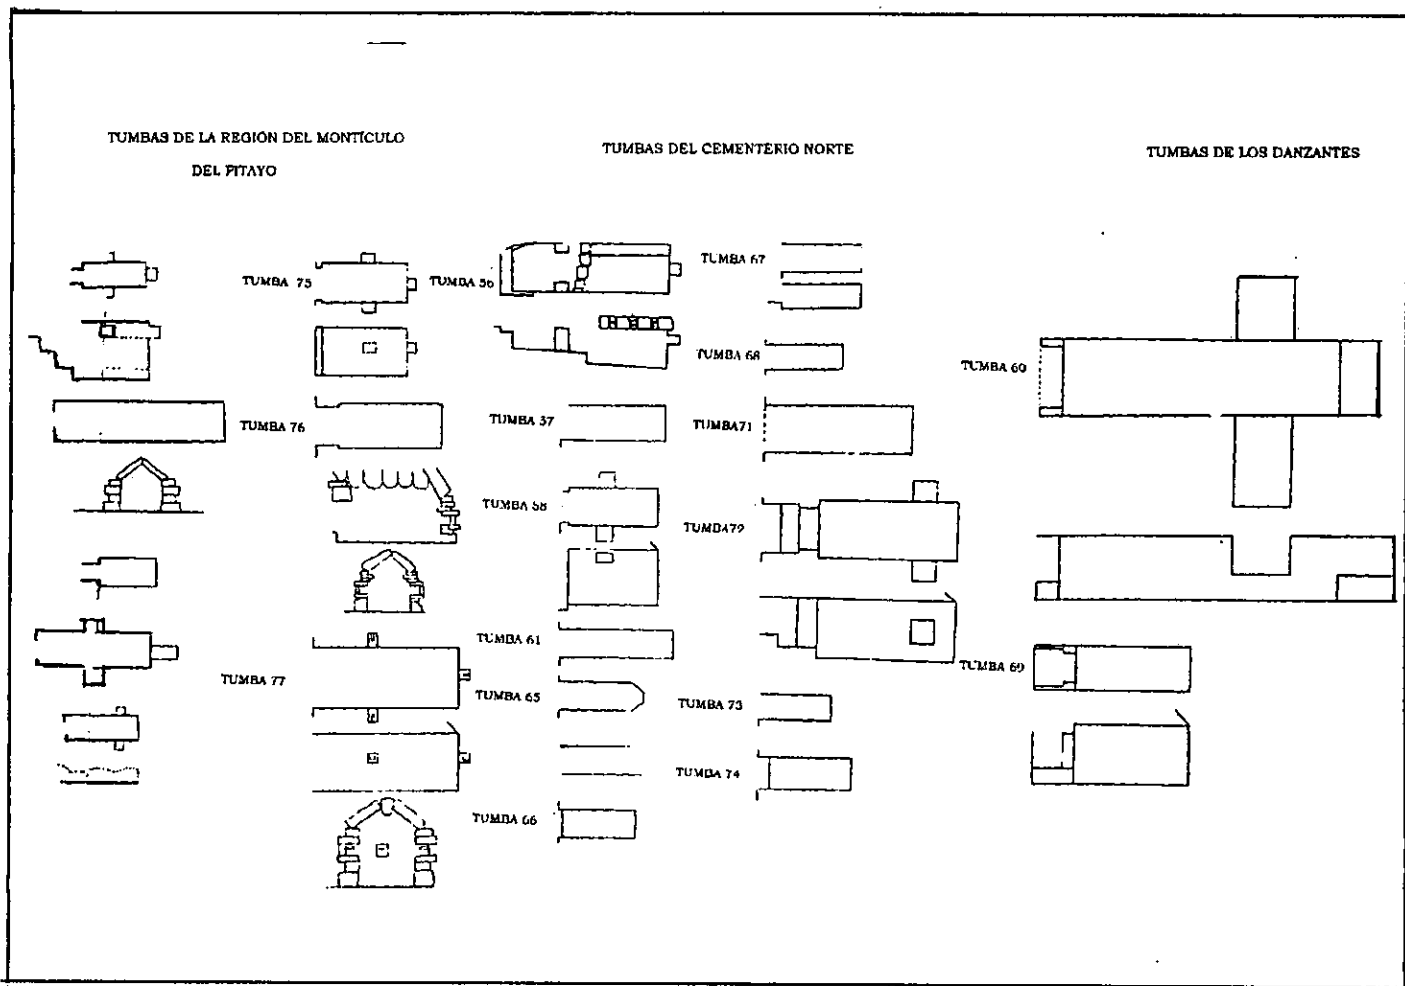 TUMBAS DE LA REGIÓN DEL MONTÍCULO
DEL PITAYO
TUMBA 75
TUMBA 76
TUMBA 77
TUMBAS DEL CEMENTERIO NORTE
TUMBA 56
TUMBA 57
TUMBA 58
TUMBA 61
TUMBA 65
TUMBA 66
TUMBA 67
TUMBA 68
TUMBA71
TUMBA72
TUMBA 73
TUMBA 74
TUMBAS DE LOS DANZANTES
TUMBA 60
TUMBA 69